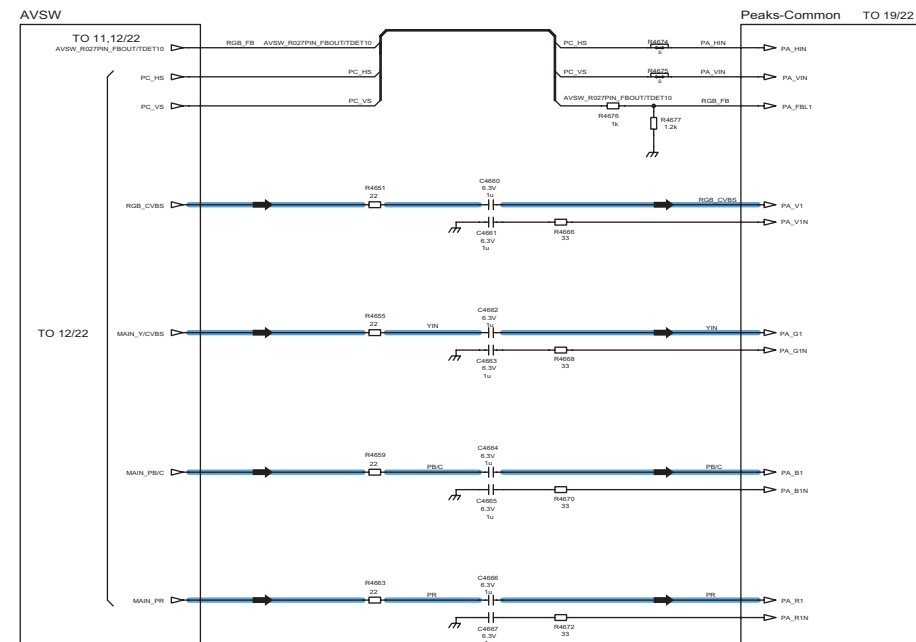 AVSW
Peaks-Common TO 19/22
TO 11,12/22
AVSW_R027PIN_FBOUT/TDET10
RGB_FB AVSW_R027PIN_FBOUT/TDET10
PC_HS
R4674
S
PA_HIN
PA_HIN
PC_HS
PC_HS
PC_VS
R4675
S
PA_VIN
PA_VIN
PC_VS
PC_VS
AVSW_R027PIN_FBOUT/TDET10
RGB_FB
PA_FBL1
R4676
1k
R4677
1.2k
RGB_CVBS
R4651
22
C4660
6.3V
1u
RGB_CVBS
PA_V1
C4661
6.3V
1u
R4666
33
PA_V1N
TO 12/22
MAIN_Y/CVBS
R4655
22
YIN
C4662
6.3V
1u
YIN
PA_G1
C4663
6.3V
1u
R4668
33
PA_G1N
MAIN_PB/C
R4659
22
PB/C
C4664
6.3V
1u
PB/C
PA_B1
C4665
6.3V
1u
R4670
33
PA_B1N
MAIN_PR
R4663
22
PR
C4666
6.3V
1u
PR
PA_R1
C4667
6.3V
R4672
33
PA_R1N